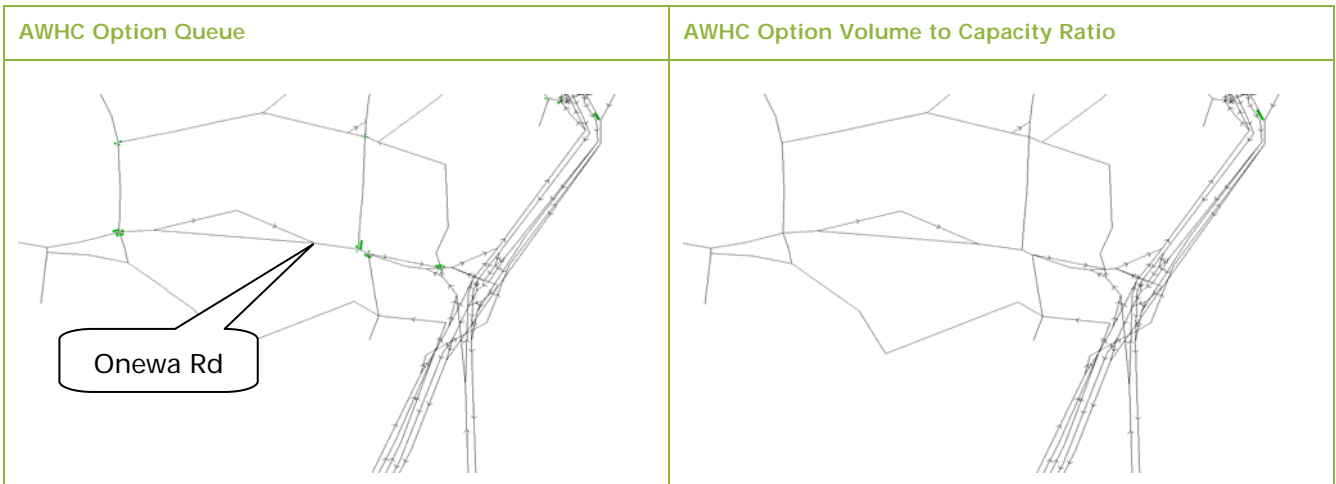 AWHC Option Queue
AWHC Option Volume to Capacity Ratio
Onewa Rd